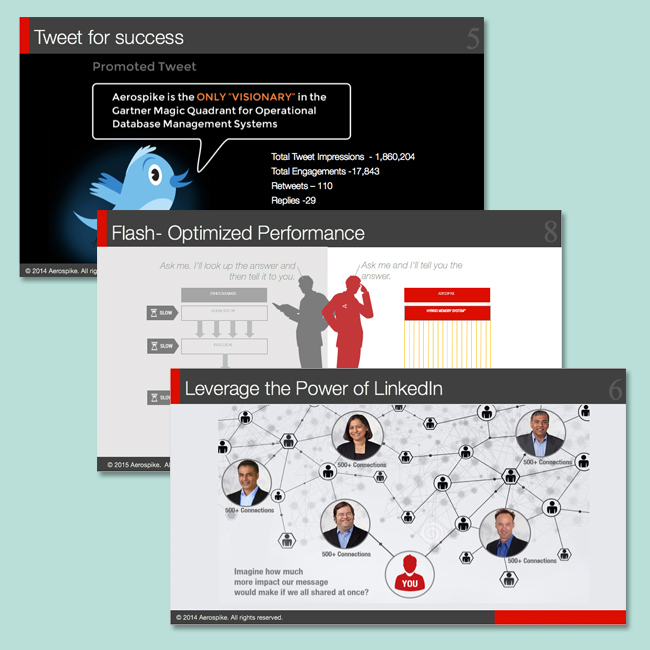 Tweet for success
5
Promoted Tweet
Aerospike is the ONLY "VISIONARY" in the
Gartner Magic Quadrant for Operational
Database Management Systems
Total Tweet Impressions - 1,860,204
Total Engagements -17,843
Retweets – 110
Replies -29
© 2014 Aerospike. All rig
Flash- Optimized Performance
8
Ask me. I'll look up the answer and
then tell it to you.
Ask me and I'll tell you the
answer.
AEROSPIKE
HYBRID MEMORY SYSTEM™
SLOW
SLOW
SLOW
© 2015 Aerospike. Al
Leverage the Power of LinkedIn
6
500+ Connections
500+ Connections
500+ Connections
500+ Connections
500+ Connections
YOU
Imagine how much
more impact our message
would make if we all shared at once?
© 2014 Aerospike. All rights reserved.